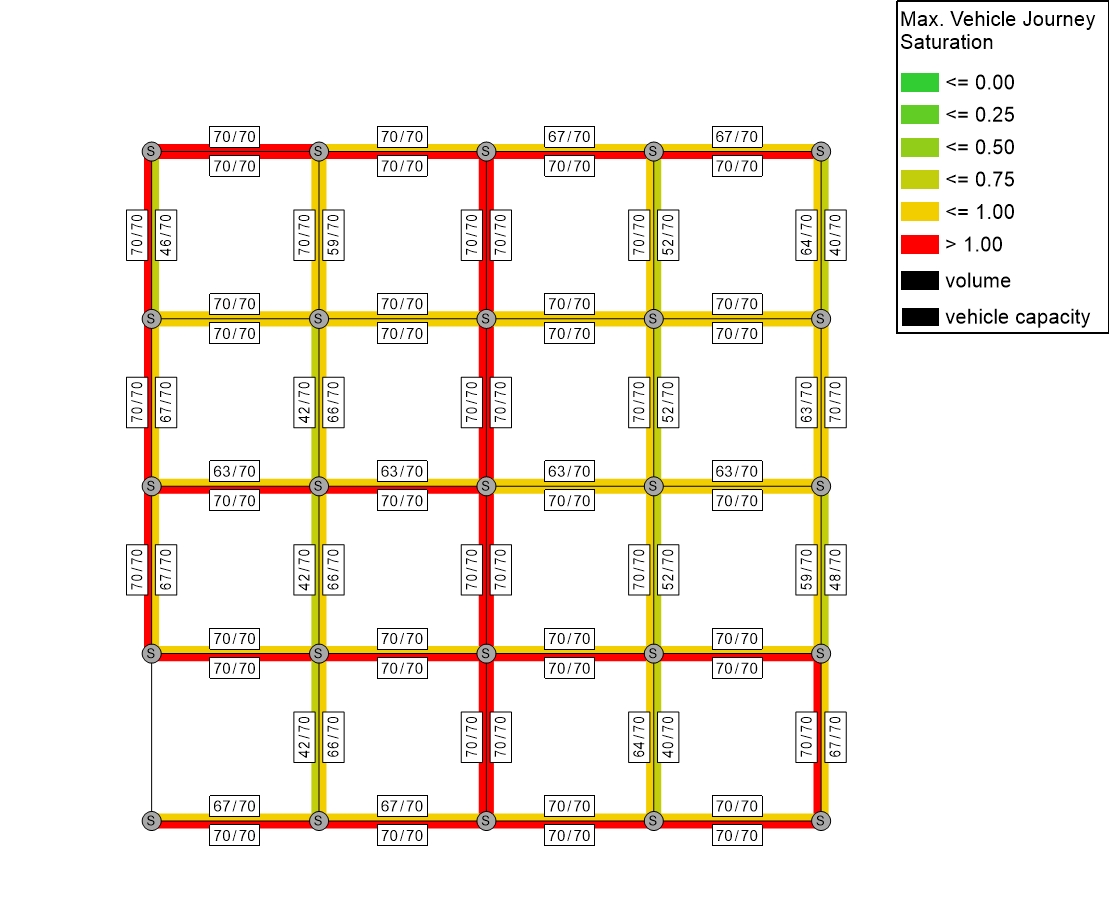 Max. Vehicle Journey
Saturation
<= 0.00
<= 0.25
<= 0.50
<= 0.75
<= 1.00
> 1.00
volume
vehicle capacity
70/70 70/70 67/70 67/70
S S S S S
70/70 70/70 70/70 70/70
70/70 46/70 70/70 59/70 70/70 70/70 70/70 52/70 64/70 40/70
70/70 70/70 70/70 70/70
S S S S S
70/70 70/70 70/70 70/70
70/70 67/70 42/70 66/70 70/70 70/70 70/70 52/70 63/70 70/70
63/70 63/70 63/70 63/70
S S S S S
70/70 70/70 70/70 70/70
70/70 67/70 42/70 66/70 70/70 70/70 70/70 52/70 59/70 48/70
70/70 70/70 70/70 70/70
S S S S S
70/70 70/70 70/70 70/70
42/70 66/70 70/70 70/70 64/70 40/70 70/70 67/70
67/70 67/70 70/70 70/70
S S S S S
70/70 70/70 70/70 70/70